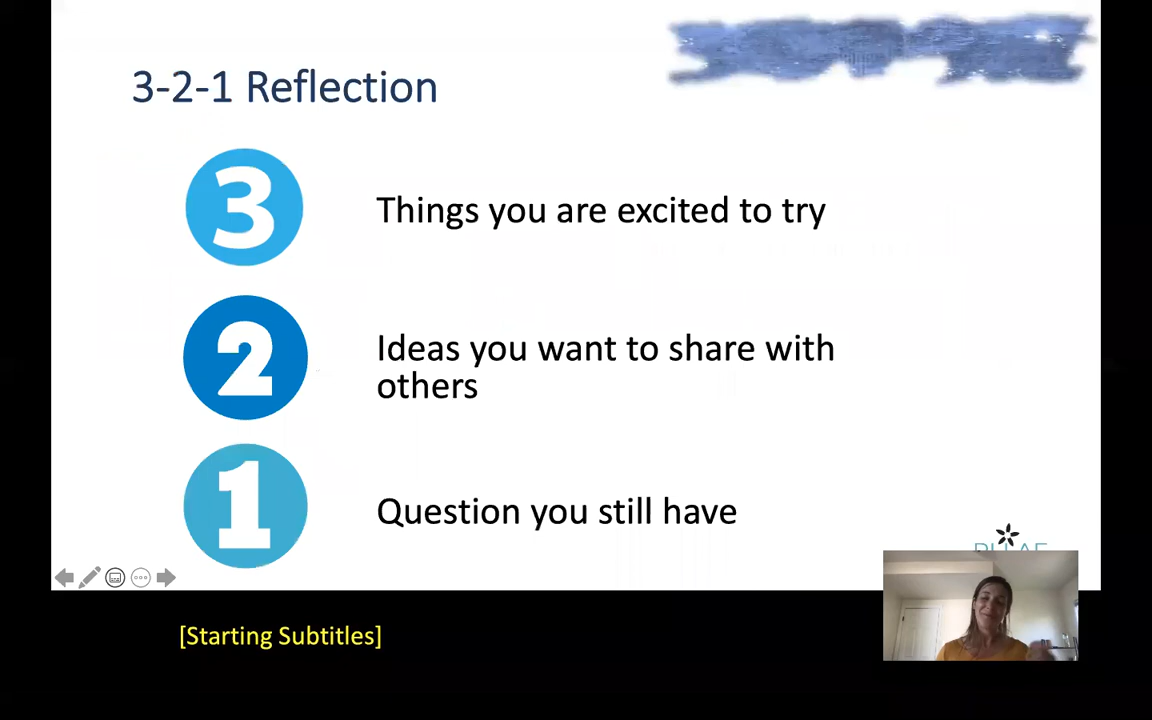 3-2-1 Reflection
3
Things you are excited to try
2
Ideas you want to share with
others
1
Question you still have
[Starting Subtitles]